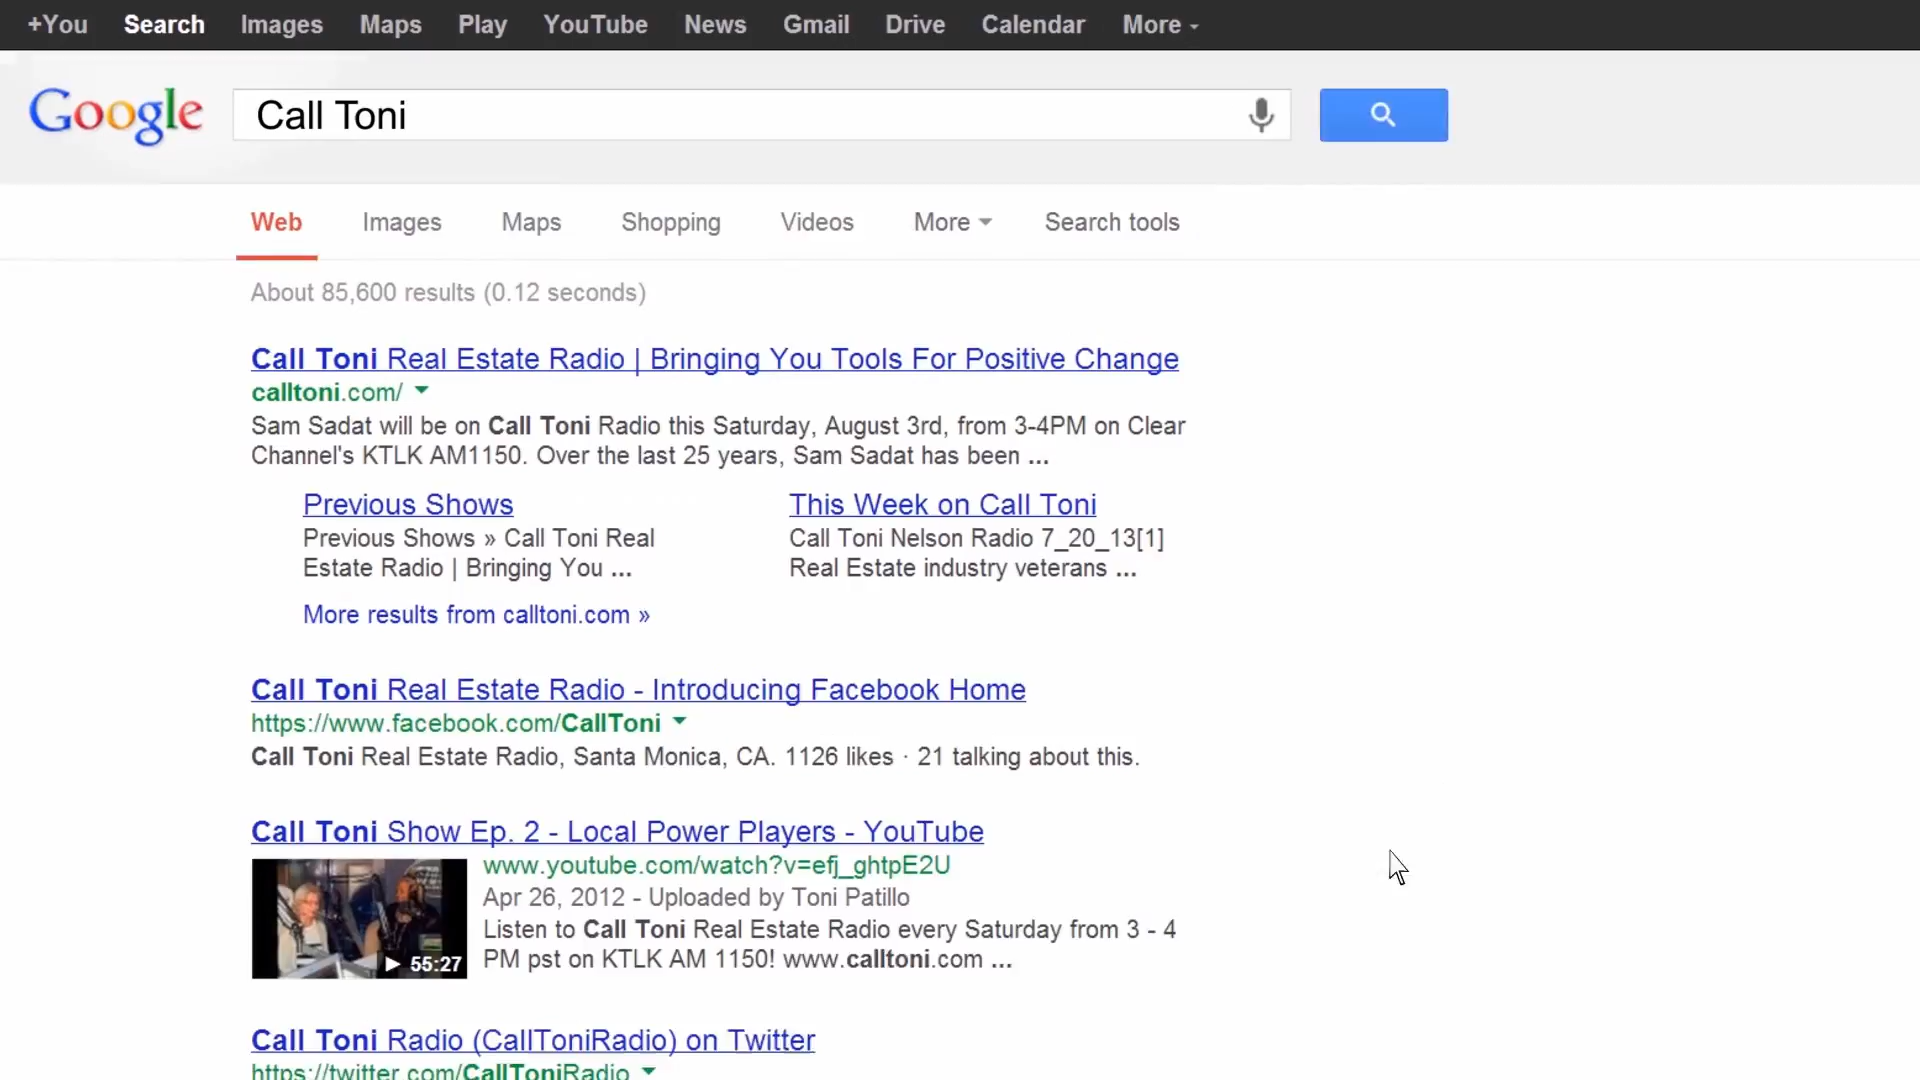 +You Search Images Maps Play YouTube News Gmail Drive Calendar More
Google Call Toni
Web Images Maps Shopping Videos More Search tools
About 85,600 results (0.12 seconds)
Call Toni Real Estate Radio | Bringing You Tools For Positive Change
calltoni.com/
Sam Sadat will be on Call Toni Radio this Saturday, August 3rd, from 3-4PM on Clear
Channel's KTLK AM1150. Over the last 25 years, Sam Sadat has been ...
Previous Shows
Previous Shows » Call Toni Real
Estate Radio | Bringing You ...
This Week on Call Toni
Call Toni Nelson Radio 7_20_13[1]
Real Estate industry veterans ...
More results from calltoni.com »
Call Toni Real Estate Radio - Introducing Facebook Home
https://www.facebook.com/CallToni
Call Toni Real Estate Radio, Santa Monica, CA. 1126 likes · 21 talking about this.
Call Toni Show Ep. 2 - Local Power Players - YouTube
www.youtube.com/watch?v=efj_ghtpE2U
Apr 26, 2012 - Uploaded by Toni Patillo
Listen to Call Toni Real Estate Radio every Saturday from 3 - 4
PM pst on KTLK AM 1150! www.calltoni.com ...
55:27
Call Toni Radio (CallToniRadio) on Twitter
https://twitter.com/CallToniRadio